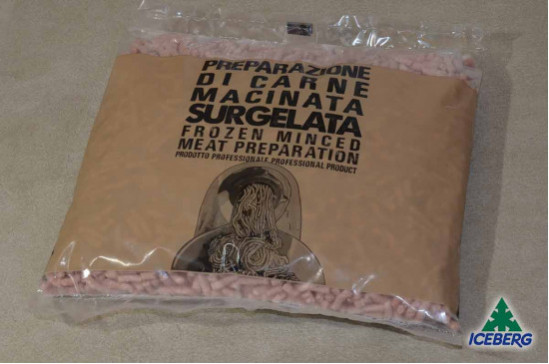 PREPARAZIONE
DI CARNE
MACINATA
SURGELATA
FROZEN MINCED
MEAT PREPARATION
PRODOTTO PROFESSIONALE PROFESSIONAL PRODUCT
ICEBERG